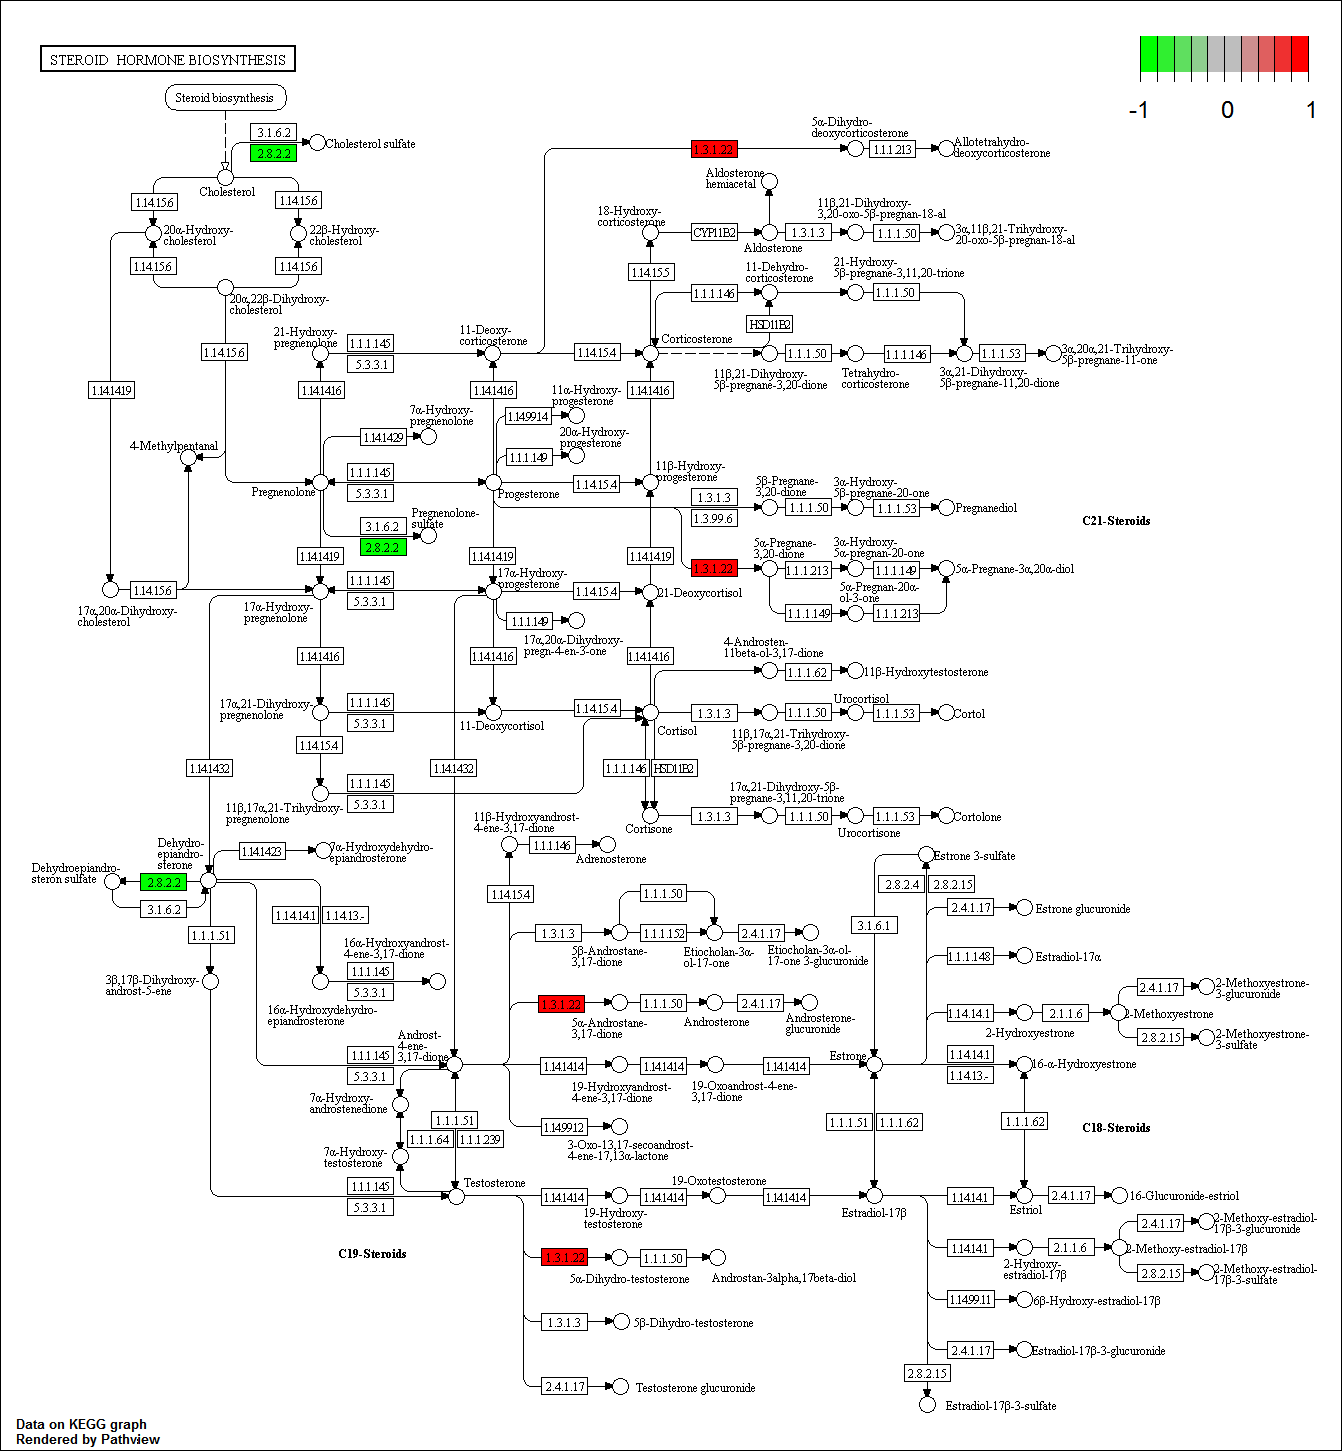 STEROID HORMONE BIOSYNTHESIS
-1 0 1
Steroid biosynthesis
3.1.6.2
2.8.2.2
Cholesterol sulfate
Cholesterol
1.14.15.6
1.14.15.6
20α-Hydroxy-
cholesterol
22β-Hydroxy-
cholesterol
1.14.15.6
1.14.15.6
20α,22β-Dihydroxy-
cholesterol
1.14.15.6
1.14.14.19
4-Methylpentanal
17α,20α-Dihydroxy-
cholesterol
1.14.15.6
21-Hydroxy-
pregnenolone
1.1.1.145
5.3.3.1
11-Deoxy-
corticosterone
1.14.15.4
Corticosterone
1.14.14.16
1.14.14.16
1.14.14.16
7α-Hydroxy-
pregnenolone
1.14.14.29
11α-Hydroxy-
progesterone
1.14.99.14
20α-Hydroxy-
progesterone
1.1.1.149
Pregnenolone
1.1.1.145
5.3.3.1
Progesterone
1.14.15.4
11β-Hydroxy-
progesterone
3.1.6.2
2.8.2.2
Pregnenolone-
sulfate
1.14.14.19
1.14.14.19
1.14.14.19
17α-Hydroxy-
pregnenolone
1.1.1.145
5.3.3.1
17α-Hydroxy-
progesterone
1.14.15.4
21-Deoxycortisol
1.1.1.149
17α,20α-Dihydroxy-
pregn-4-en-3-one
1.14.14.16
1.14.14.16
1.14.14.16
17α,21-Dihydroxy-
pregnenolone
1.1.1.145
5.3.3.1
11-Deoxycortisol
1.14.15.4
Cortisol
1.14.15.4
1.14.14.32
1.14.14.32
1.1.1.145
5.3.3.1
11β,17α,21-Trihydroxy-
pregnenolone
1.1.1.146
HSD11B2
Cortisone
1.3.1.22
5α-Dihydro-
deoxycorticosterone
1.1.1.213
Allotetrahydro-
deoxycorticosterone
Aldosterone
hemiacetal
18-Hydroxy-
corticosterone
CYP11B2
Aldosterone
1.3.1.3
11β,21-Dihydroxy-
3,20-oxo-5β-pregnan-18-al
1.1.1.50
3α,11β,21-Trihydroxy-
20-oxo-5β-pregnan-18-al
1.14.15.5
1.1.1.146
11-Dehydro-
corticosterone
21-Hydroxy-
5β-pregnane-3,11,20-trione
1.1.1.50
HSD11B2
11β,21-Dihydroxy-
5β-pregnane-3,20-dione
1.1.1.50
Tetrahydro-
corticosterone
1.1.1.146
3α,21-Dihydroxy-
5β-pregnane-11,20-dione
1.1.1.53
3α,20α,21-Trihydroxy-
5β-pregnane-11-one
1.3.1.3
1.3.99.6
5β-Pregnane-
3,20-dione
1.1.1.50
3α-Hydroxy-
5β-pregnane-20-one
1.1.1.53
Pregnanediol
C21-Steroids
1.3.1.22
5α-Pregnane-
3,20-dione
1.1.1.213
3α-Hydroxy-
5α-pregnan-20-one
1.1.1.149
5α-Pregnane-3α,20α-diol
1.1.1.149
5α-Pregnan-20α-
ol-3-one
1.1.1.213
4-Androsten-
11beta-ol-3,17-dione
1.1.1.62
11β-Hydroxytestosterone
1.3.1.3
11β,17α,21-Trihydroxy-
5β-pregnane-3,20-dione
1.1.1.50
Urocortisol
1.1.1.53
Cortol
1.3.1.3
17α,21-Dihydroxy-5β-
pregnane-3,11,20-trione
1.1.1.50
Urocortisone
1.1.1.53
Cortolone
Dehydroepiandro-
steron sulfate
2.8.2.2
3.1.6.2
Dehydro-
epiandro-
sterone
1.14.14.23
7α-Hydroxydehydro-
epiandrosterone
1.14.14.1
1.14.13.-
1.1.1.51
3β,17β-Dihydroxy-
androst-5-ene
16α-Hydroxyandrost-
4-ene-3,17-dione
1.1.1.145
5.3.3.1
16α-Hydroxydehydro-
epiandrosterone
1.1.1.145
5.3.3.1
Androst-
4-ene-
3,17-dione
11β-Hydroxyandrost-
4-ene-3,17-dione
1.1.1.146
Adrenosterone
1.14.15.4
1.3.1.3
5β-Androstane-
3,17-dione
1.1.1.50
1.1.1.152
Etiocholan-3α-
ol-17-one
2.4.1.17
Etiocholan-3α-ol-
17-one 3-glucuronide
1.3.1.22
5α-Androstane-
3,17-dione
1.1.1.50
Androsterone
2.4.1.17
Androsterone-
glucuronide
1.14.14.14
19-Hydroxyandrost-
4-ene-3,17-dione
1.14.14.14
19-Oxoandrost-4-ene-
3,17-dione
1.14.14.14
Estrone
1.14.99.12
3-Oxo-13,17-secoandrost-
4-ene-17,13α-lactone
7α-Hydroxy-
androstenedione
1.1.1.51
1.1.1.64
1.1.1.239
7α-Hydroxy-
testosterone
1.1.1.145
5.3.3.1
Testosterone
1.14.14.14
19-Hydroxy-
testosterone
1.14.14.14
19-Oxotestosterone
1.14.14.14
Estradiol-17β
1.3.1.22
5α-Dihydro-testosterone
1.1.1.50
Androstan-3alpha,17beta-diol
1.3.1.3
5β-Dihydro-testosterone
2.4.1.17
Testosterone glucuronide
C19-Steroids
Estrone 3-sulfate
2.8.2.4
2.8.2.15
3.1.6.1
2.4.1.17
Estrone glucuronide
1.1.1.148
Estradiol-17α
1.14.14.1
2-Hydroxyestrone
2.1.1.6
2-Methoxyestrone
2.4.1.17
2-Methoxyestrone-
3-glucuronide
2.8.2.15
2-Methoxyestrone-
3-sulfate
1.14.14.1
1.14.13.-
16-α-Hydroxyestrone
1.1.1.51
1.1.1.62
1.1.1.62
C18-Steroids
1.14.14.1
Estriol
2.4.1.17
16-Glucuronide-estriol
1.14.14.1
2-Hydroxy-
estradiol-17β
2.1.1.6
2-Methoxy-estradiol-17β
2.4.1.17
2-Methoxy-estradiol-
17β-3-glucuronide
2.8.2.15
2-Methoxy-estradiol-
17β-3-sulfate
1.14.99.11
6β-Hydroxy-estradiol-17β
2.4.1.17
Estradiol-17β-3-glucuronide
2.8.2.15
Estradiol-17β-3-sulfate
Data on KEGG graph
Rendered by Pathview